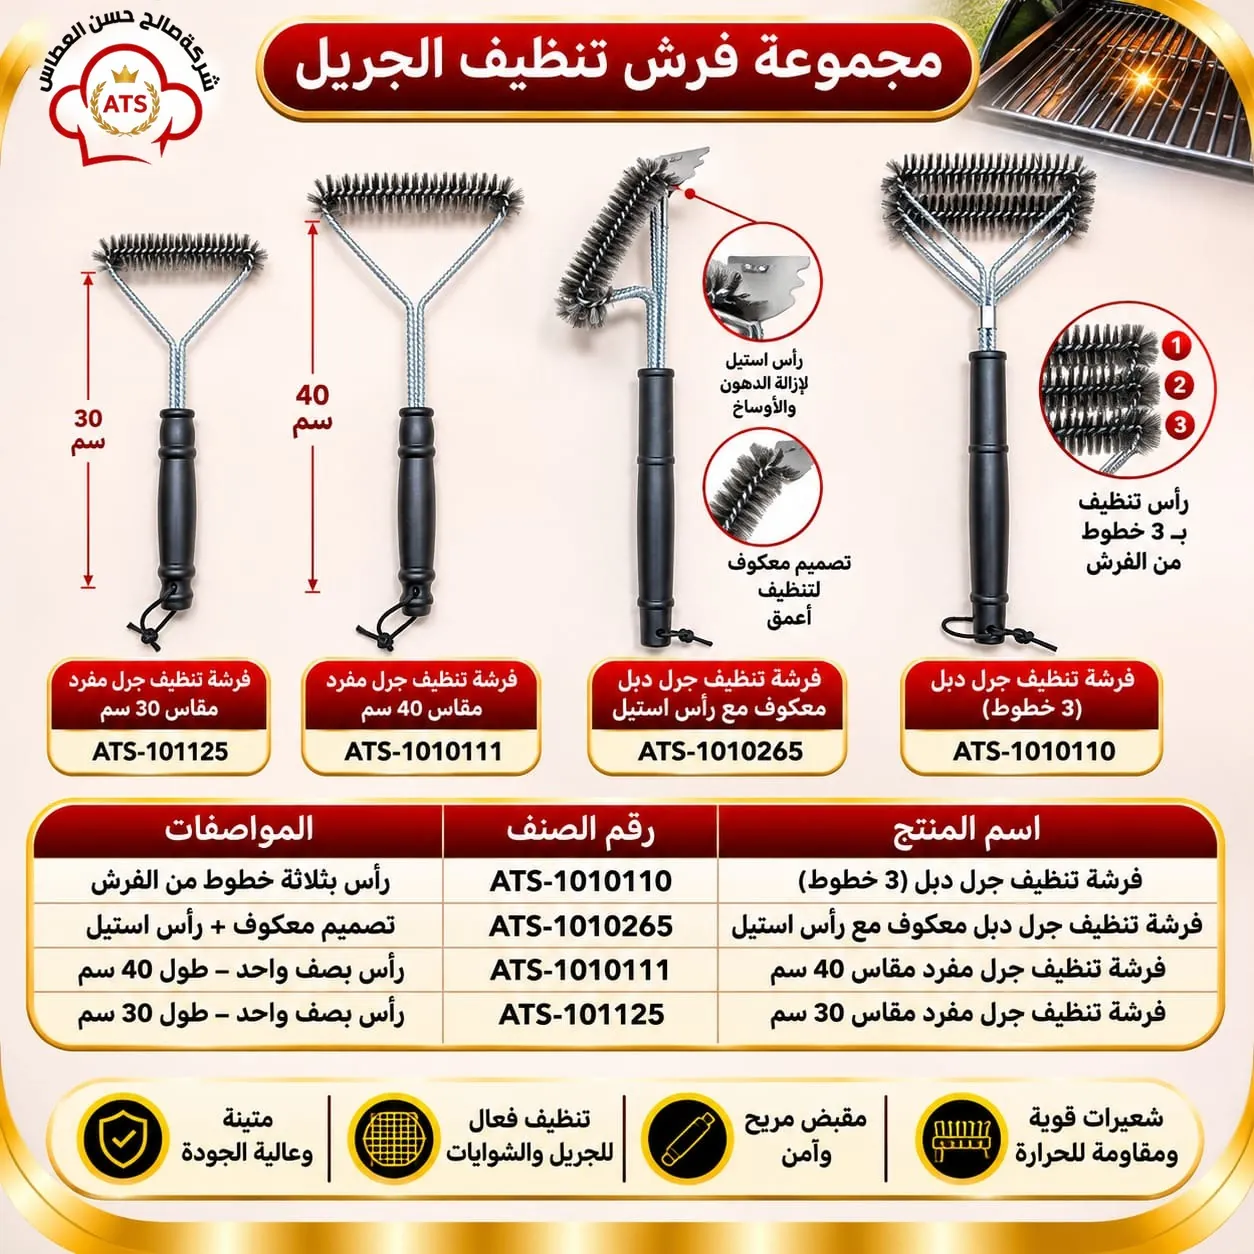 شركة صالح حسن العطاس
ATS
مجموعة فرش تنظيف الجريل
30
سم
40
سم
رأس استيل
لإزالة الدهون
والأوساخ
تصميم معكوف
لتنظيف
أعمق
1
2
3
رأس تنظيف
بـ 3 خطوط
من الفرش
فرشة تنظيف جرل دبل
(3 خطوط)
ATS-1010110
فرشة تنظيف جرل دبل
معكوف مع رأس استيل
ATS-1010265
فرشة تنظيف جرل مفرد
مقاس 40 سم
ATS-1010111
فرشة تنظيف جرل مفرد
مقاس 30 سم
ATS-101125
اسم المنتج رقم الصنف المواصفات
فرشة تنظيف جرل دبل (3 خطوط) ATS-1010110 رأس بثلاثة خطوط من الفرش
فرشة تنظيف جرل دبل معكوف مع رأس استيل ATS-1010265 تصميم معكوف + رأس استيل
فرشة تنظيف جرل مفرد مقاس 40 سم ATS-1010111 رأس بصف واحد – طول 40 سم
فرشة تنظيف جرل مفرد مقاس 30 سم ATS-101125 رأس بصف واحد – طول 30 سم
شعيرات قوية
ومقاومة للحرارة
مقبض مريح
وآمن
تنظيف فعال
للجريل والشوايات
متينة
وعالية الجودة